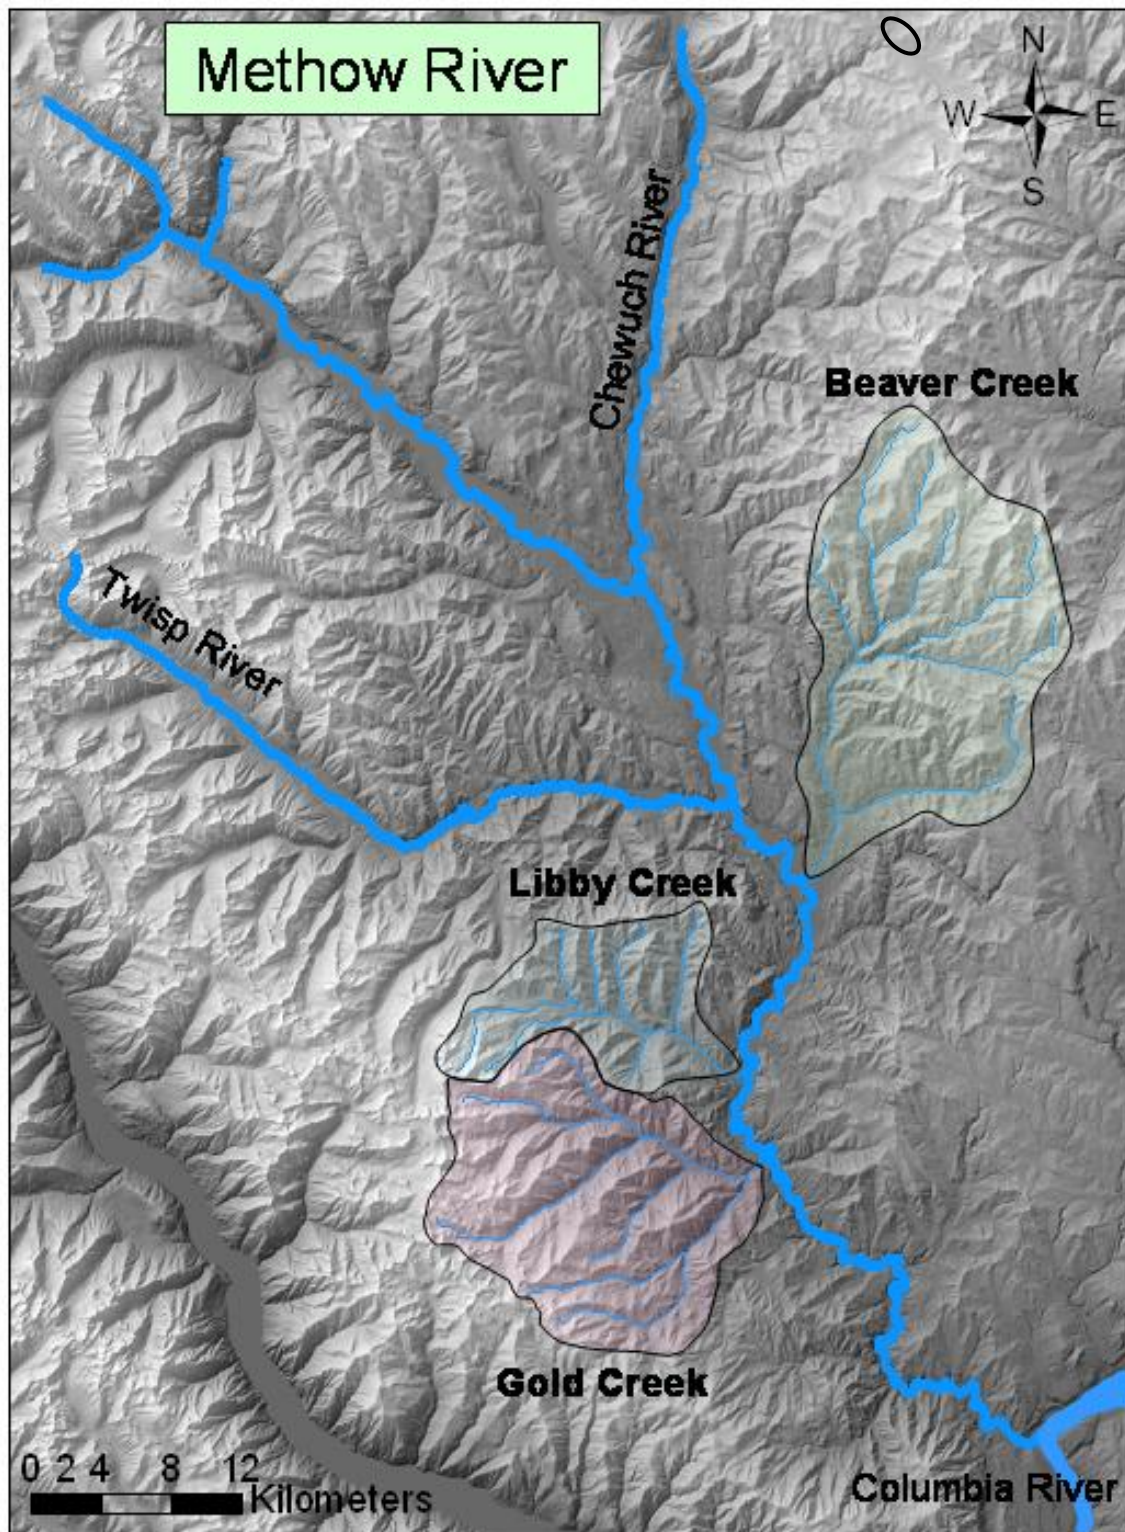 Methow River
N
W E
S
Chewuch River
Beaver Creek
Twisp River
Libby Creek
Gold Creek
0 2 4 8 12
Kilometers
Columbia River